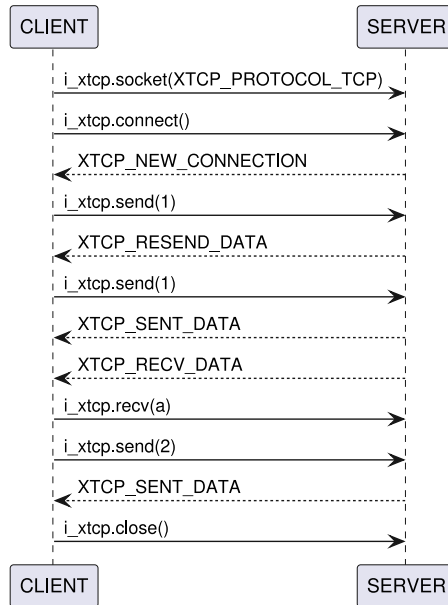 CLIENT SERVER
i_xtcp.socket(XTCP_PROTOCOL_TCP)
i_xtcp.connect()
XTCP_NEW_CONNECTION
i_xtcp.send(1)
XTCP_RESEND_DATA
i_xtcp.send(1)
XTCP_SENT_DATA
XTCP_RECV_DATA
i_xtcp.recv(a)
i_xtcp.send(2)
XTCP_SENT_DATA
i_xtcp.close()
CLIENT SERVER